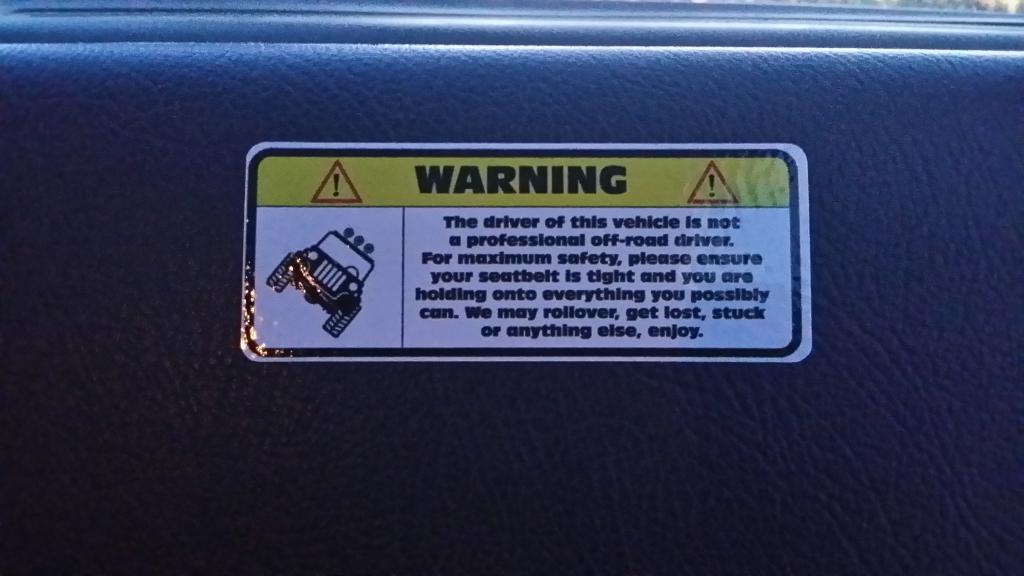 WARNING
The driver of this vehicle is not
a professional off-road driver.
For maximum safety, please ensure
your seatbelt is tight and you are
holding onto everything you possibly
can. We may rollover, get lost, stuck
or anything else, enjoy.